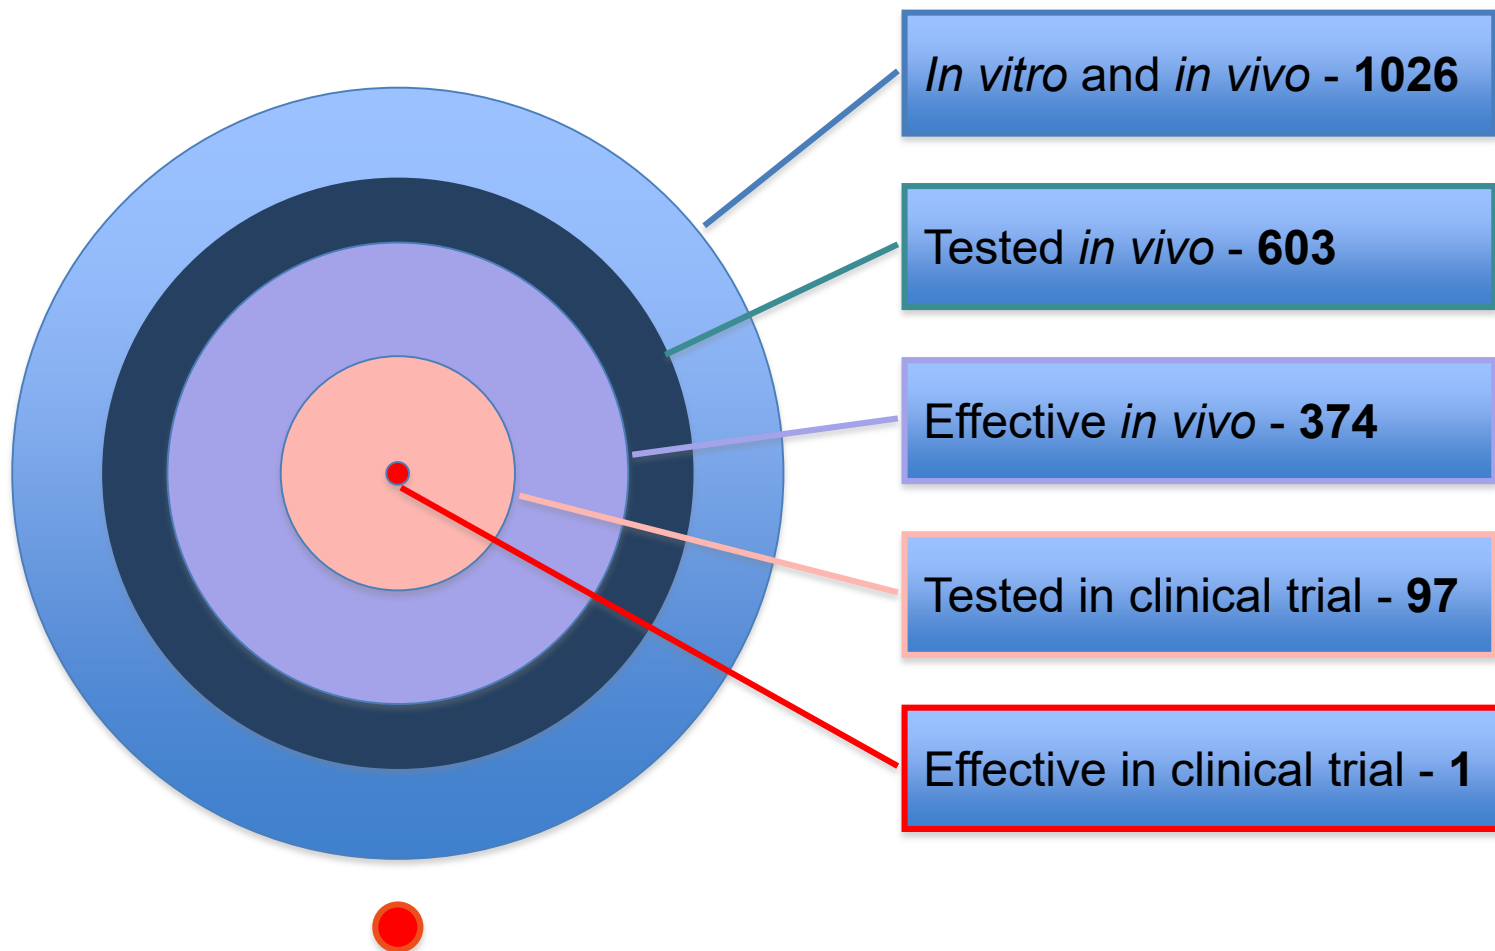 In vitro and in vivo - 1026
Tested in vivo - 603
Effective in vivo - 374
Tested in clinical trial - 97
Effective in clinical trial - 1